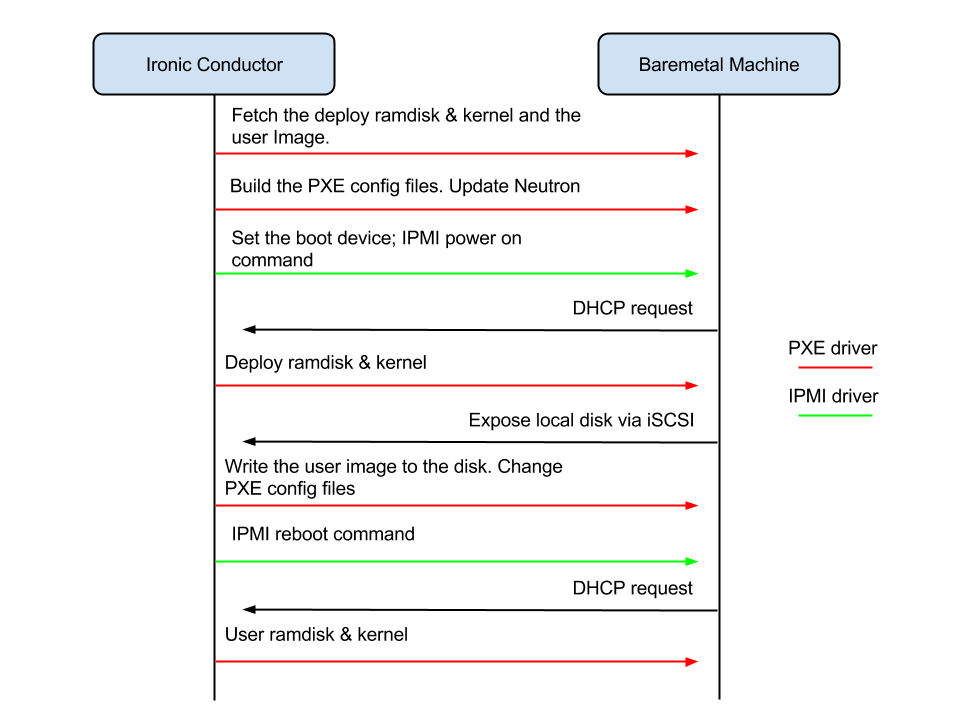 Ironic Conductor
Baremetal Machine
Fetch the deploy ramdisk & kernel and the
user Image.
Build the PXE config files. Update Neutron
Set the boot device; IPMI power on
command
DHCP request
PXE driver
Deploy ramdisk & kernel
IPMI driver
Expose local disk via iSCSI
Write the user image to the disk. Change
PXE config files
IPMI reboot command
DHCP request
User ramdisk & kernel